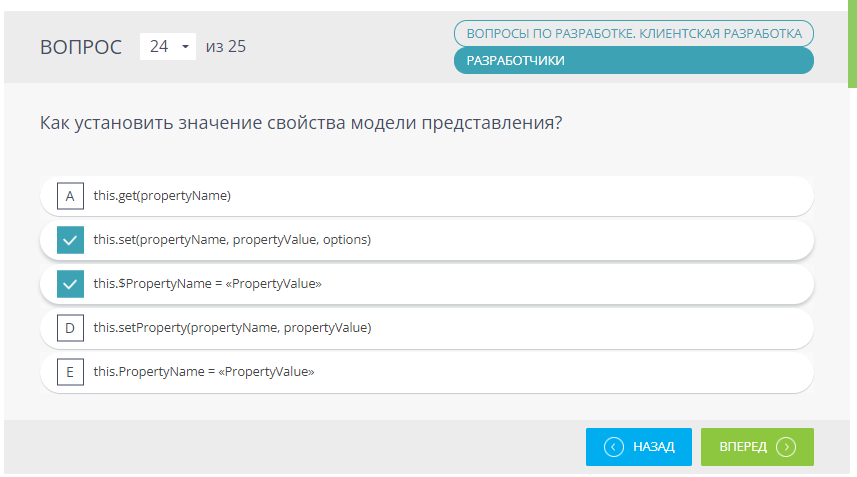 ВОПРОС 24 из 25
ВОПРОСЫ ПО РАЗРАБОТКЕ. КЛИЕНТСКАЯ РАЗРАБОТКА
РАЗРАБОТЧИКИ
Как установить значение свойства модели представления?
A this.get(propertyName)
this.set(propertyName, propertyValue, options)
this.$PropertyName = «PropertyValue»
D this.setProperty(propertyName, propertyValue)
E this.PropertyName = «PropertyValue»
НАЗАД ВПЕРЕД